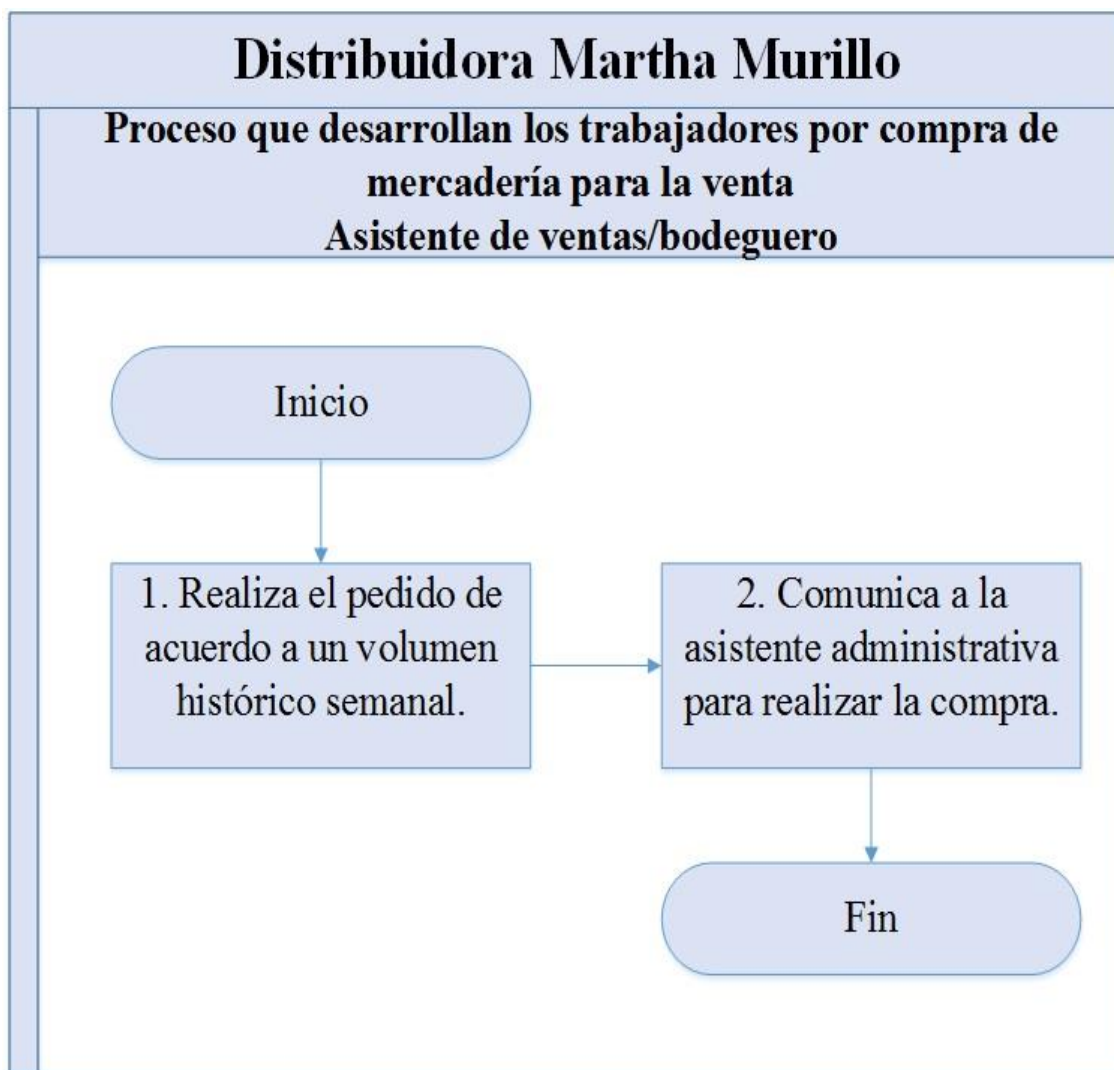 Distribuidora Martha Murillo
Proceso que desarrollan los trabajadores por compra de
mercadería para la venta
Asistente de ventas/bodeguero
Inicio
1. Realiza el pedido de
acuerdo a un volumen
histórico semanal.
2. Comunica a la
asistente administrativa
para realizar la compra.
Fin